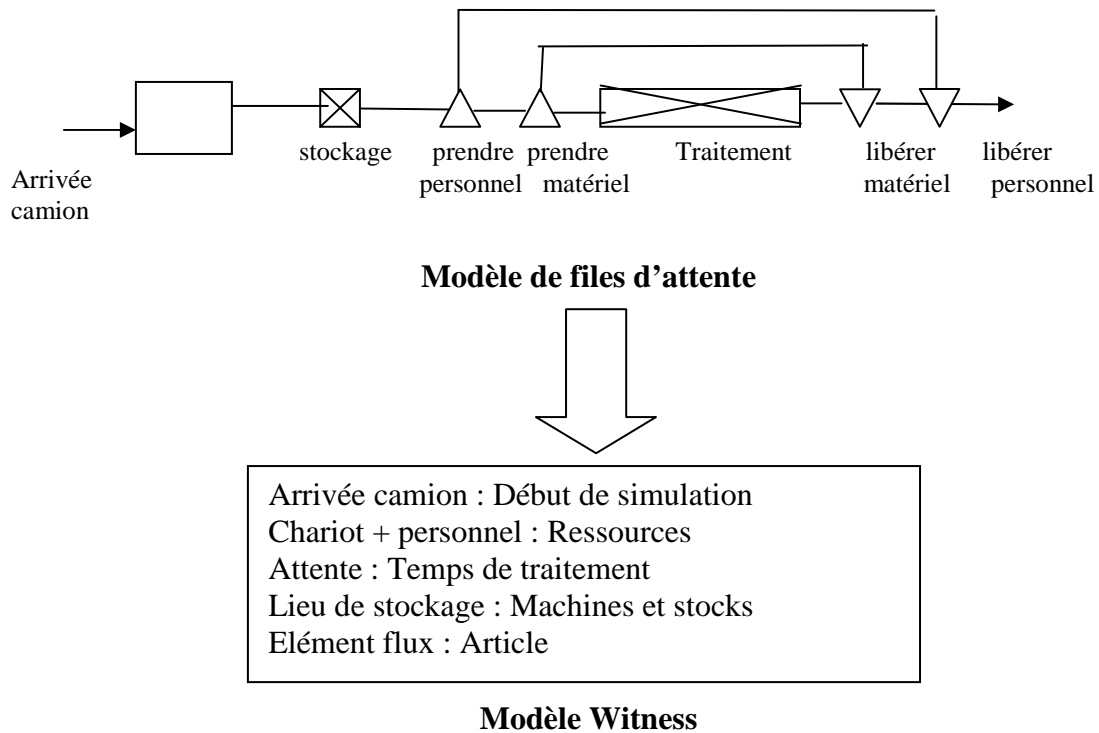 Arrivée
camion
stockage
prendre
personnel
prendre
matériel
Traitement
libérer
matériel
libérer
personnel
Modèle de files d'attente
Arrivée camion : Début de simulation
Chariot + personnel : Ressources
Attente : Temps de traitement
Lieu de stockage : Machines et stocks
Elément flux : Article
Modèle Witness